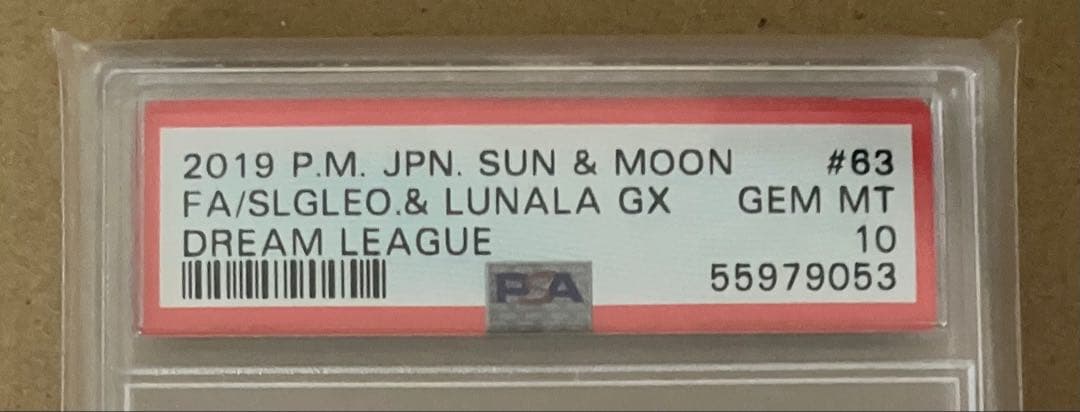 2019 P.M. JPN. SUN & MOON #63
FA/SLGLEO.& LUNALA GX GEM MT
DREAM LEAGUE 10
PSA 55979053